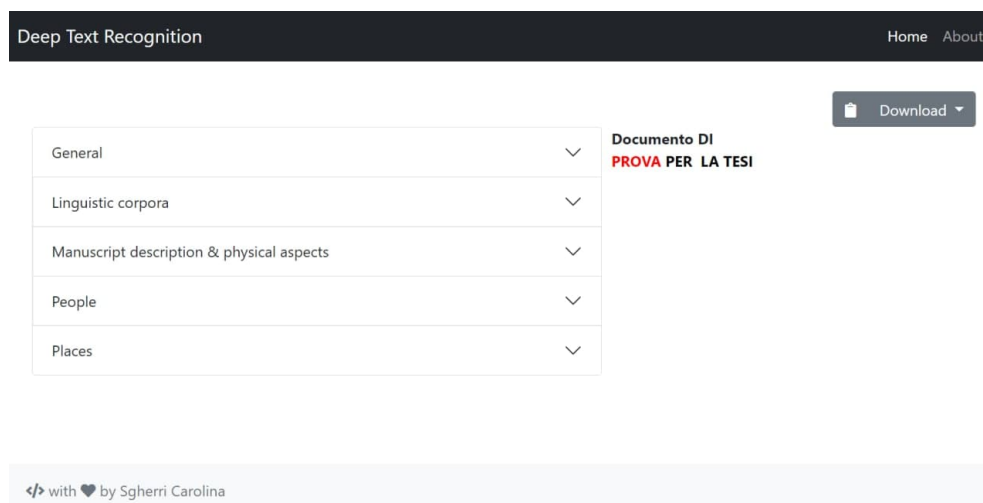 Deep Text Recognition Home About
Download
General
Linguistic corpora
Manuscript description & physical aspects
People
Places
Documento DI
PROVA PER LA TESI
</> with by Sgherri Carolina